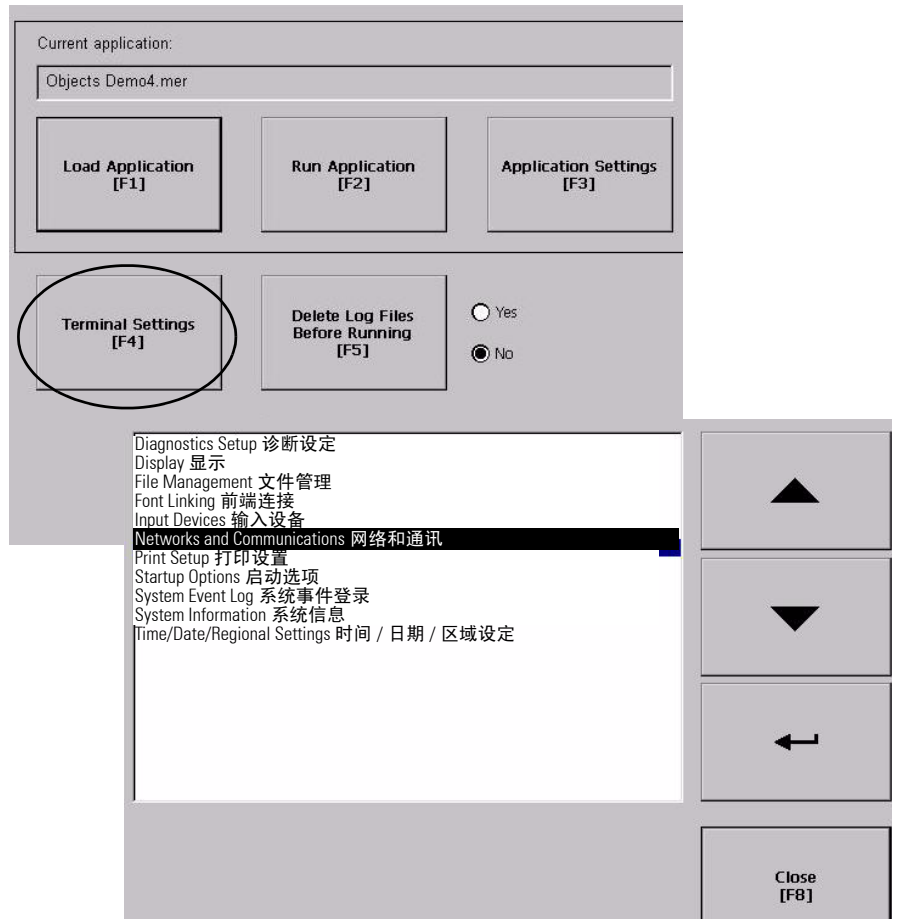 Current application:
Objects Demo4.mer
Load Application
[F1]
Run Application
[F2]
Application Settings
[F3]
Terminal Settings
[F4]
Delete Log Files
Before Running
[F5]
Yes
No
Diagnostics Setup 诊断设定
Display 显示
File Management 文件管理
Font Linking 前端连接
Input Devices 输入设备
Networks and Communications 网络和通讯
Print Setup 打印设置
Startup Options 启动选项
System Event Log 系统事件登录
System Information 系统信息
Time/Date/Regional Settings 时间 / 日期 / 区域设定
Close
[F8]